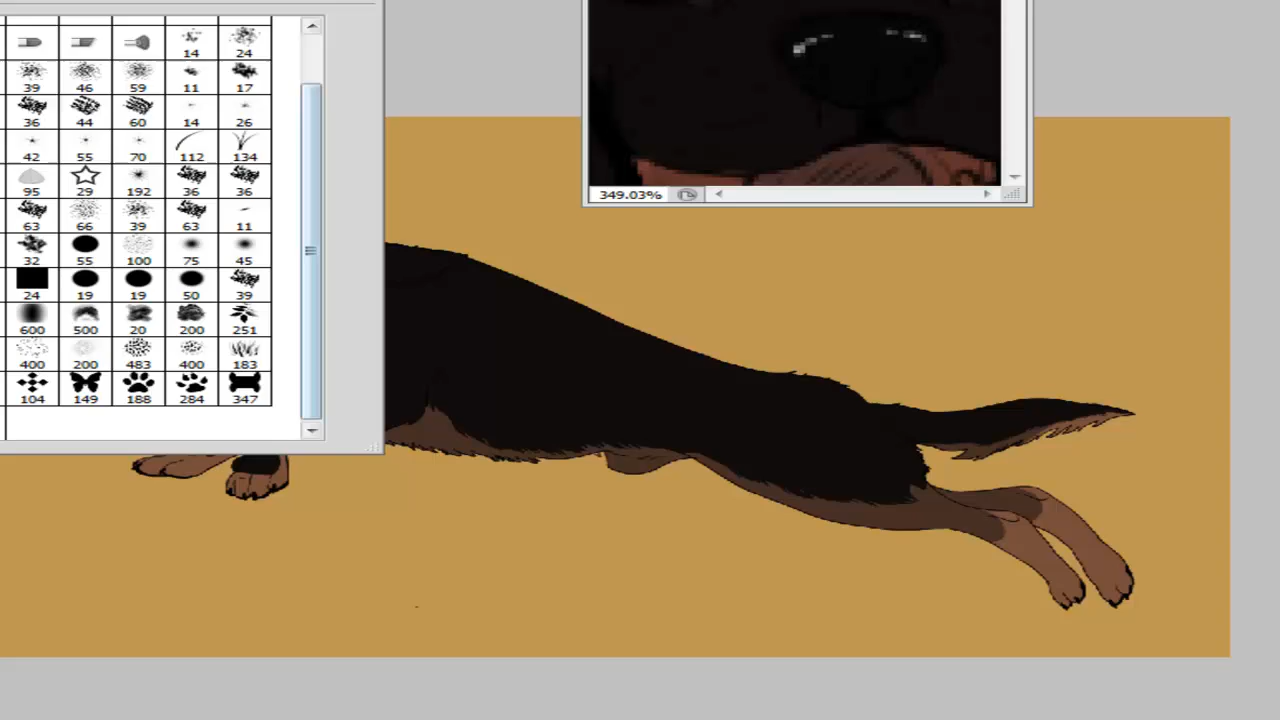 14 24
39 46 59 11 17
36 44 60 14 26
42 55 70 112 134
95 29 192 36 36
63 66 39 63 11
32 55 100 75 45
24 19 19 50 39
600 500 20 200 251
400 200 483 400 183
104 149 188 284 347
349.03%